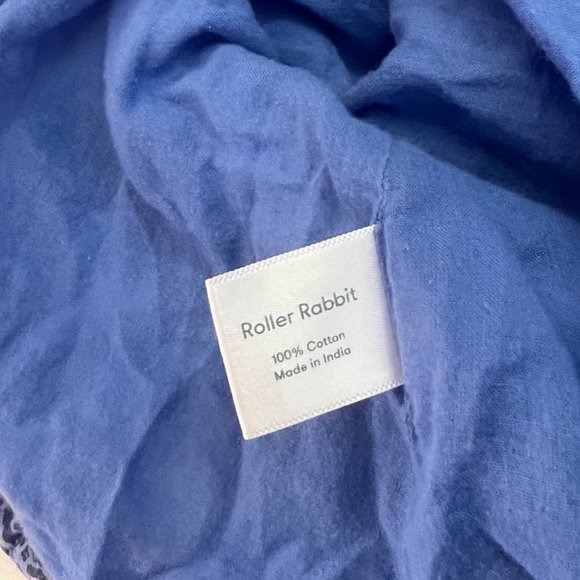 Roller Rabbit
100% Cotton
Made in India